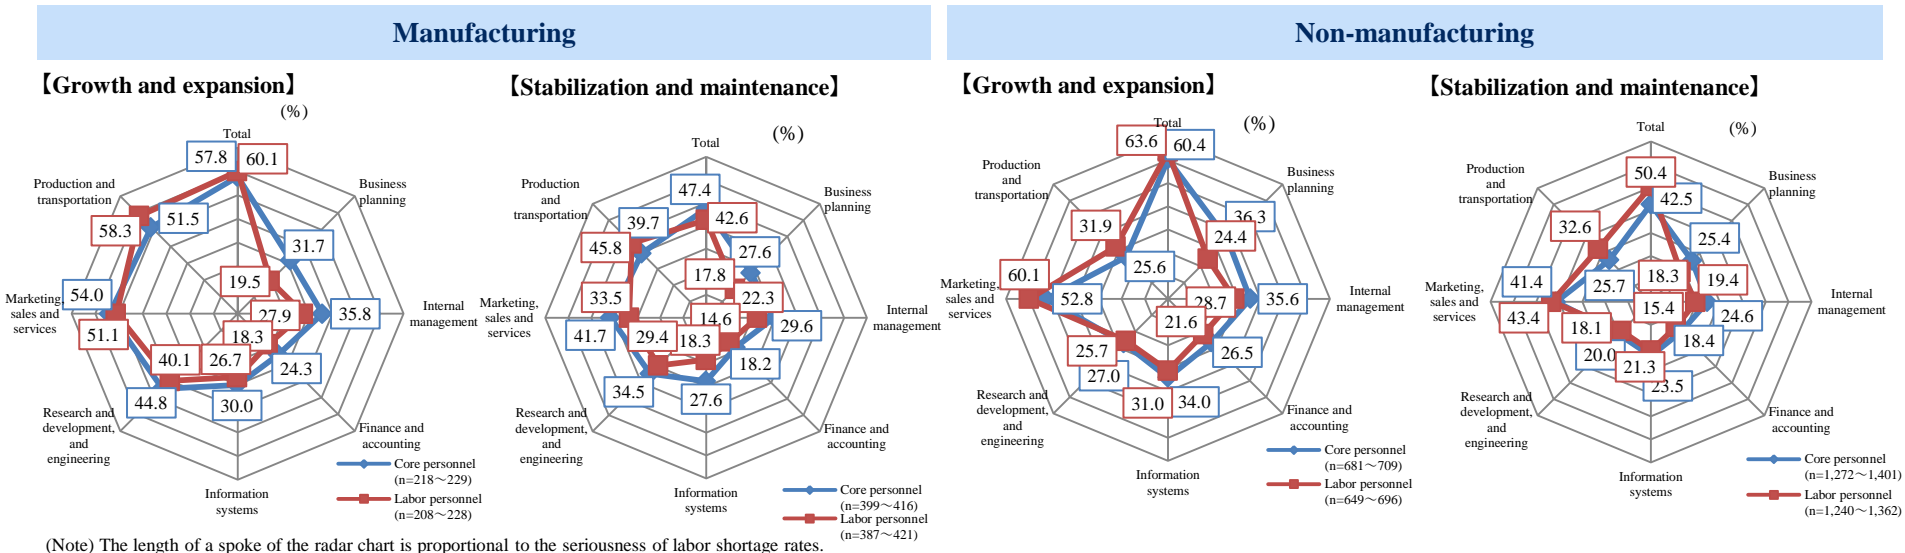 Manufacturing
Non-manufacturing
【Growth and expansion】
(%)
Total
57.8
60.1
Production and
transportation
Business
planning
58.3
51.5
31.7
19.5
54.0
Marketing,
sales and
services
51.1
27.9
35.8
Internal
management
18.3
40.1
26.7
24.3
44.8
30.0
Research and
development,
and
engineering
Finance and
accounting
Information
systems
Core personnel
(n=218～229)
Labor personnel
(n=208～228)
【Stabilization and maintenance】
(%)
Total
47.4
42.6
Production
and
transportation
Business
planning
39.7
45.8
27.6
17.8
33.5
22.3
Marketing,
sales and
services
41.7
14.6
29.6
Internal
management
29.4
18.3
18.2
34.5
27.6
Research and
development,
and
engineering
Finance and
accounting
Information
systems
Core personnel
(n=399～416)
Labor personnel
(n=387～421)
【Growth and expansion】
(%)
Total
63.6
60.4
Production
and
transportation
Business
planning
36.3
31.9
24.4
25.6
60.1
Marketing,
sales and
services
52.8
28.7
35.6
Internal
management
21.6
25.7
26.5
27.0
31.0
34.0
Research and
development,
and
engineering
Finance and
accounting
Information
systems
Core personnel
(n=681～709)
Labor personnel
(n=649～696)
【Stabilization and maintenance】
(%)
Total
50.4
42.5
Production
and
transportation
Business
planning
32.6
25.4
41.4
25.7
18.3
19.4
Marketing,
sales and
services
43.4
15.4
24.6
Internal
management
18.1
18.4
20.0
21.3
23.5
Research and
development,
and
engineering
Finance and
accounting
Information
systems
Core personnel
(n=1,272～1,401)
Labor personnel
(n=1,240～1,362)
(Note) The length of a spoke of the radar chart is proportional to the seriousness of labor shortage rates.